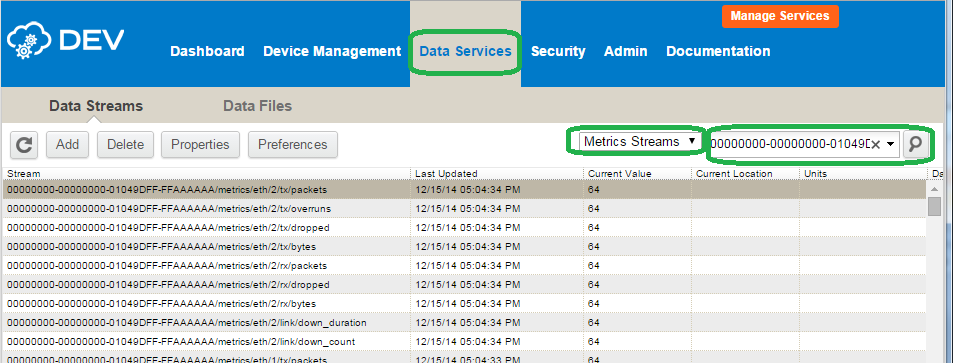 Manage Services
DEV
Dashboard Device Management Data Services Security Admin Documentation
Data Streams Data Files
Add Delete Properties Preferences Metrics Streams 00000000-00000000-01049D
Stream Last Updated Current Value Current Location Units Da
00000000-00000000-01049DFF-FFAAAAAA/metrics/eth/2/tx/packets 12/15/14 05:04:34 PM 64
00000000-00000000-01049DFF-FFAAAAAA/metrics/eth/2/tx/overruns 12/15/14 05:04:34 PM 64
00000000-00000000-01049DFF-FFAAAAAA/metrics/eth/2/tx/dropped 12/15/14 05:04:34 PM 64
00000000-00000000-01049DFF-FFAAAAAA/metrics/eth/2/tx/bytes 12/15/14 05:04:34 PM 64
00000000-00000000-01049DFF-FFAAAAAA/metrics/eth/2/rx/packets 12/15/14 05:04:34 PM 64
00000000-00000000-01049DFF-FFAAAAAA/metrics/eth/2/rx/dropped 12/15/14 05:04:34 PM 64
00000000-00000000-01049DFF-FFAAAAAA/metrics/eth/2/rx/bytes 12/15/14 05:04:34 PM 64
00000000-00000000-01049DFF-FFAAAAAA/metrics/eth/2/link/down_duration 12/15/14 05:04:34 PM 64
00000000-00000000-01049DFF-FFAAAAAA/metrics/eth/2/link/down_count 12/15/14 05:04:34 PM 64
00000000-00000000-01049DFF-FFAAAAAA/metrics/eth/1/tx/packets 12/15/14 05:04:33 PM 64